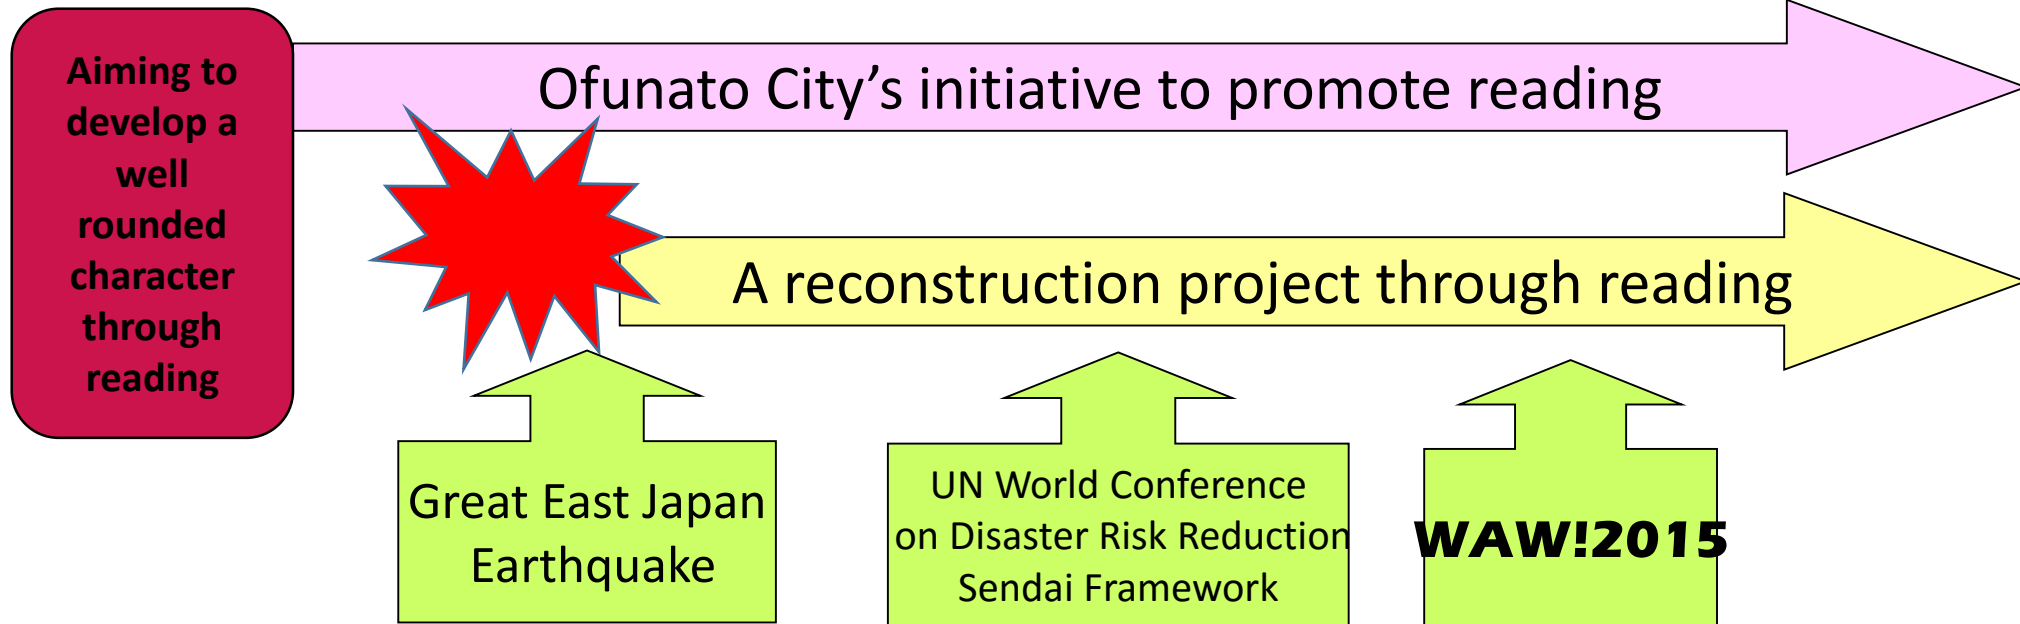 Aiming to
develop a
well
rounded
character
through
reading
Ofunato City’s initiative to promote reading
A reconstruction project through reading
Great East Japan
Earthquake
UN World Conference
on Disaster Risk Reduction
Sendai Framework
WAW!2015